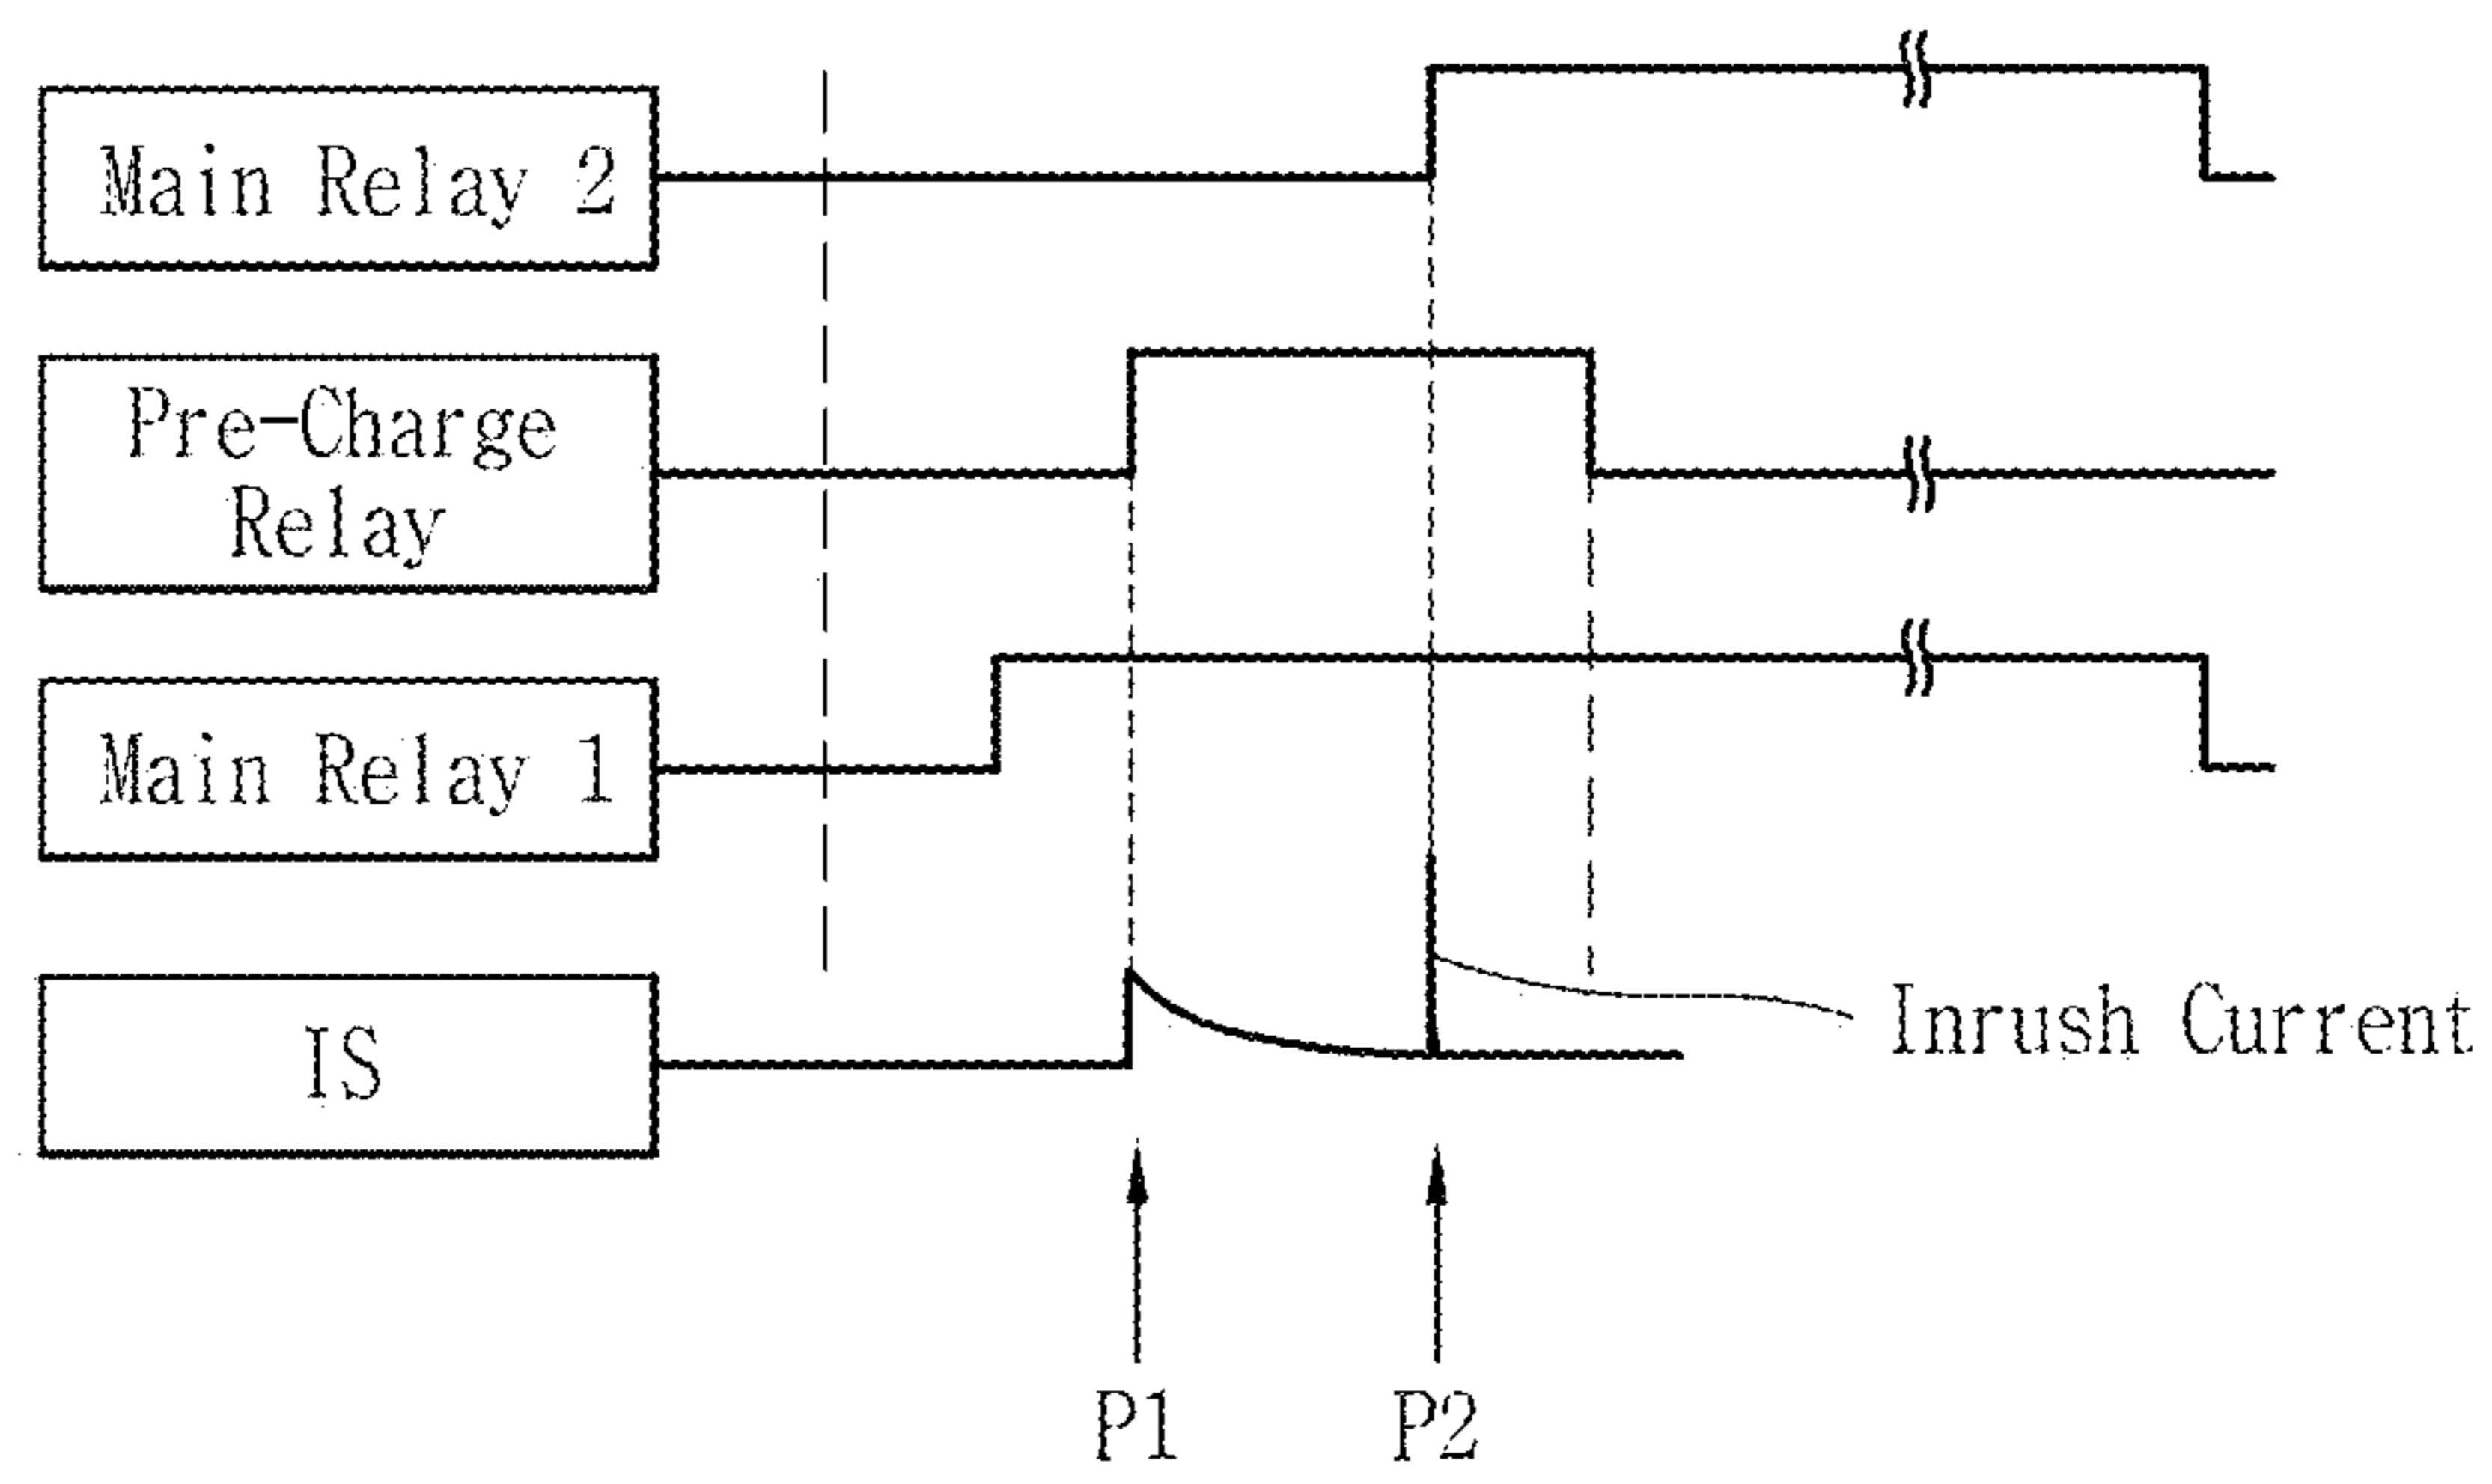 Main Relay 2
Pre-Charge
Relay
Main Relay 1
IS
Inrush Current
P1
P2